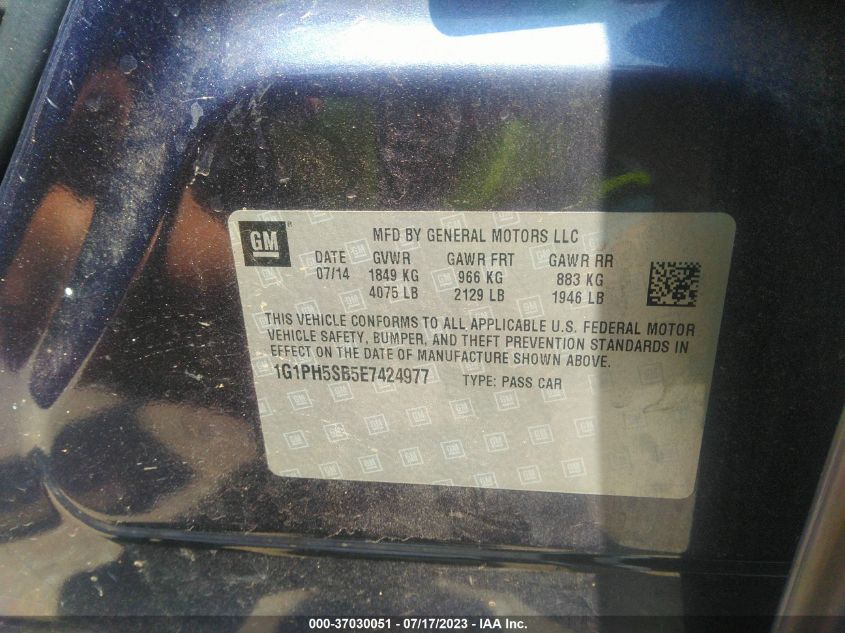 GM
MFD BY GENERAL MOTORS LLC
DATE GVWR GAWR FRT GAWR RR
07/14 1849 KG 966 KG 883 KG
4075 LB 2129 LB 1946 LB
THIS VEHICLE CONFORMS TO ALL APPLICABLE U.S. FEDERAL MOTOR
VEHICLE SAFETY, BUMPER, AND THEFT PREVENTION STANDARDS IN
EFFECT ON THE DATE OF MANUFACTURE SHOWN ABOVE.
1G1PH5SB5E7424977 TYPE: PASS CAR
000-37030051 - 07/17/2023 - IAA Inc.